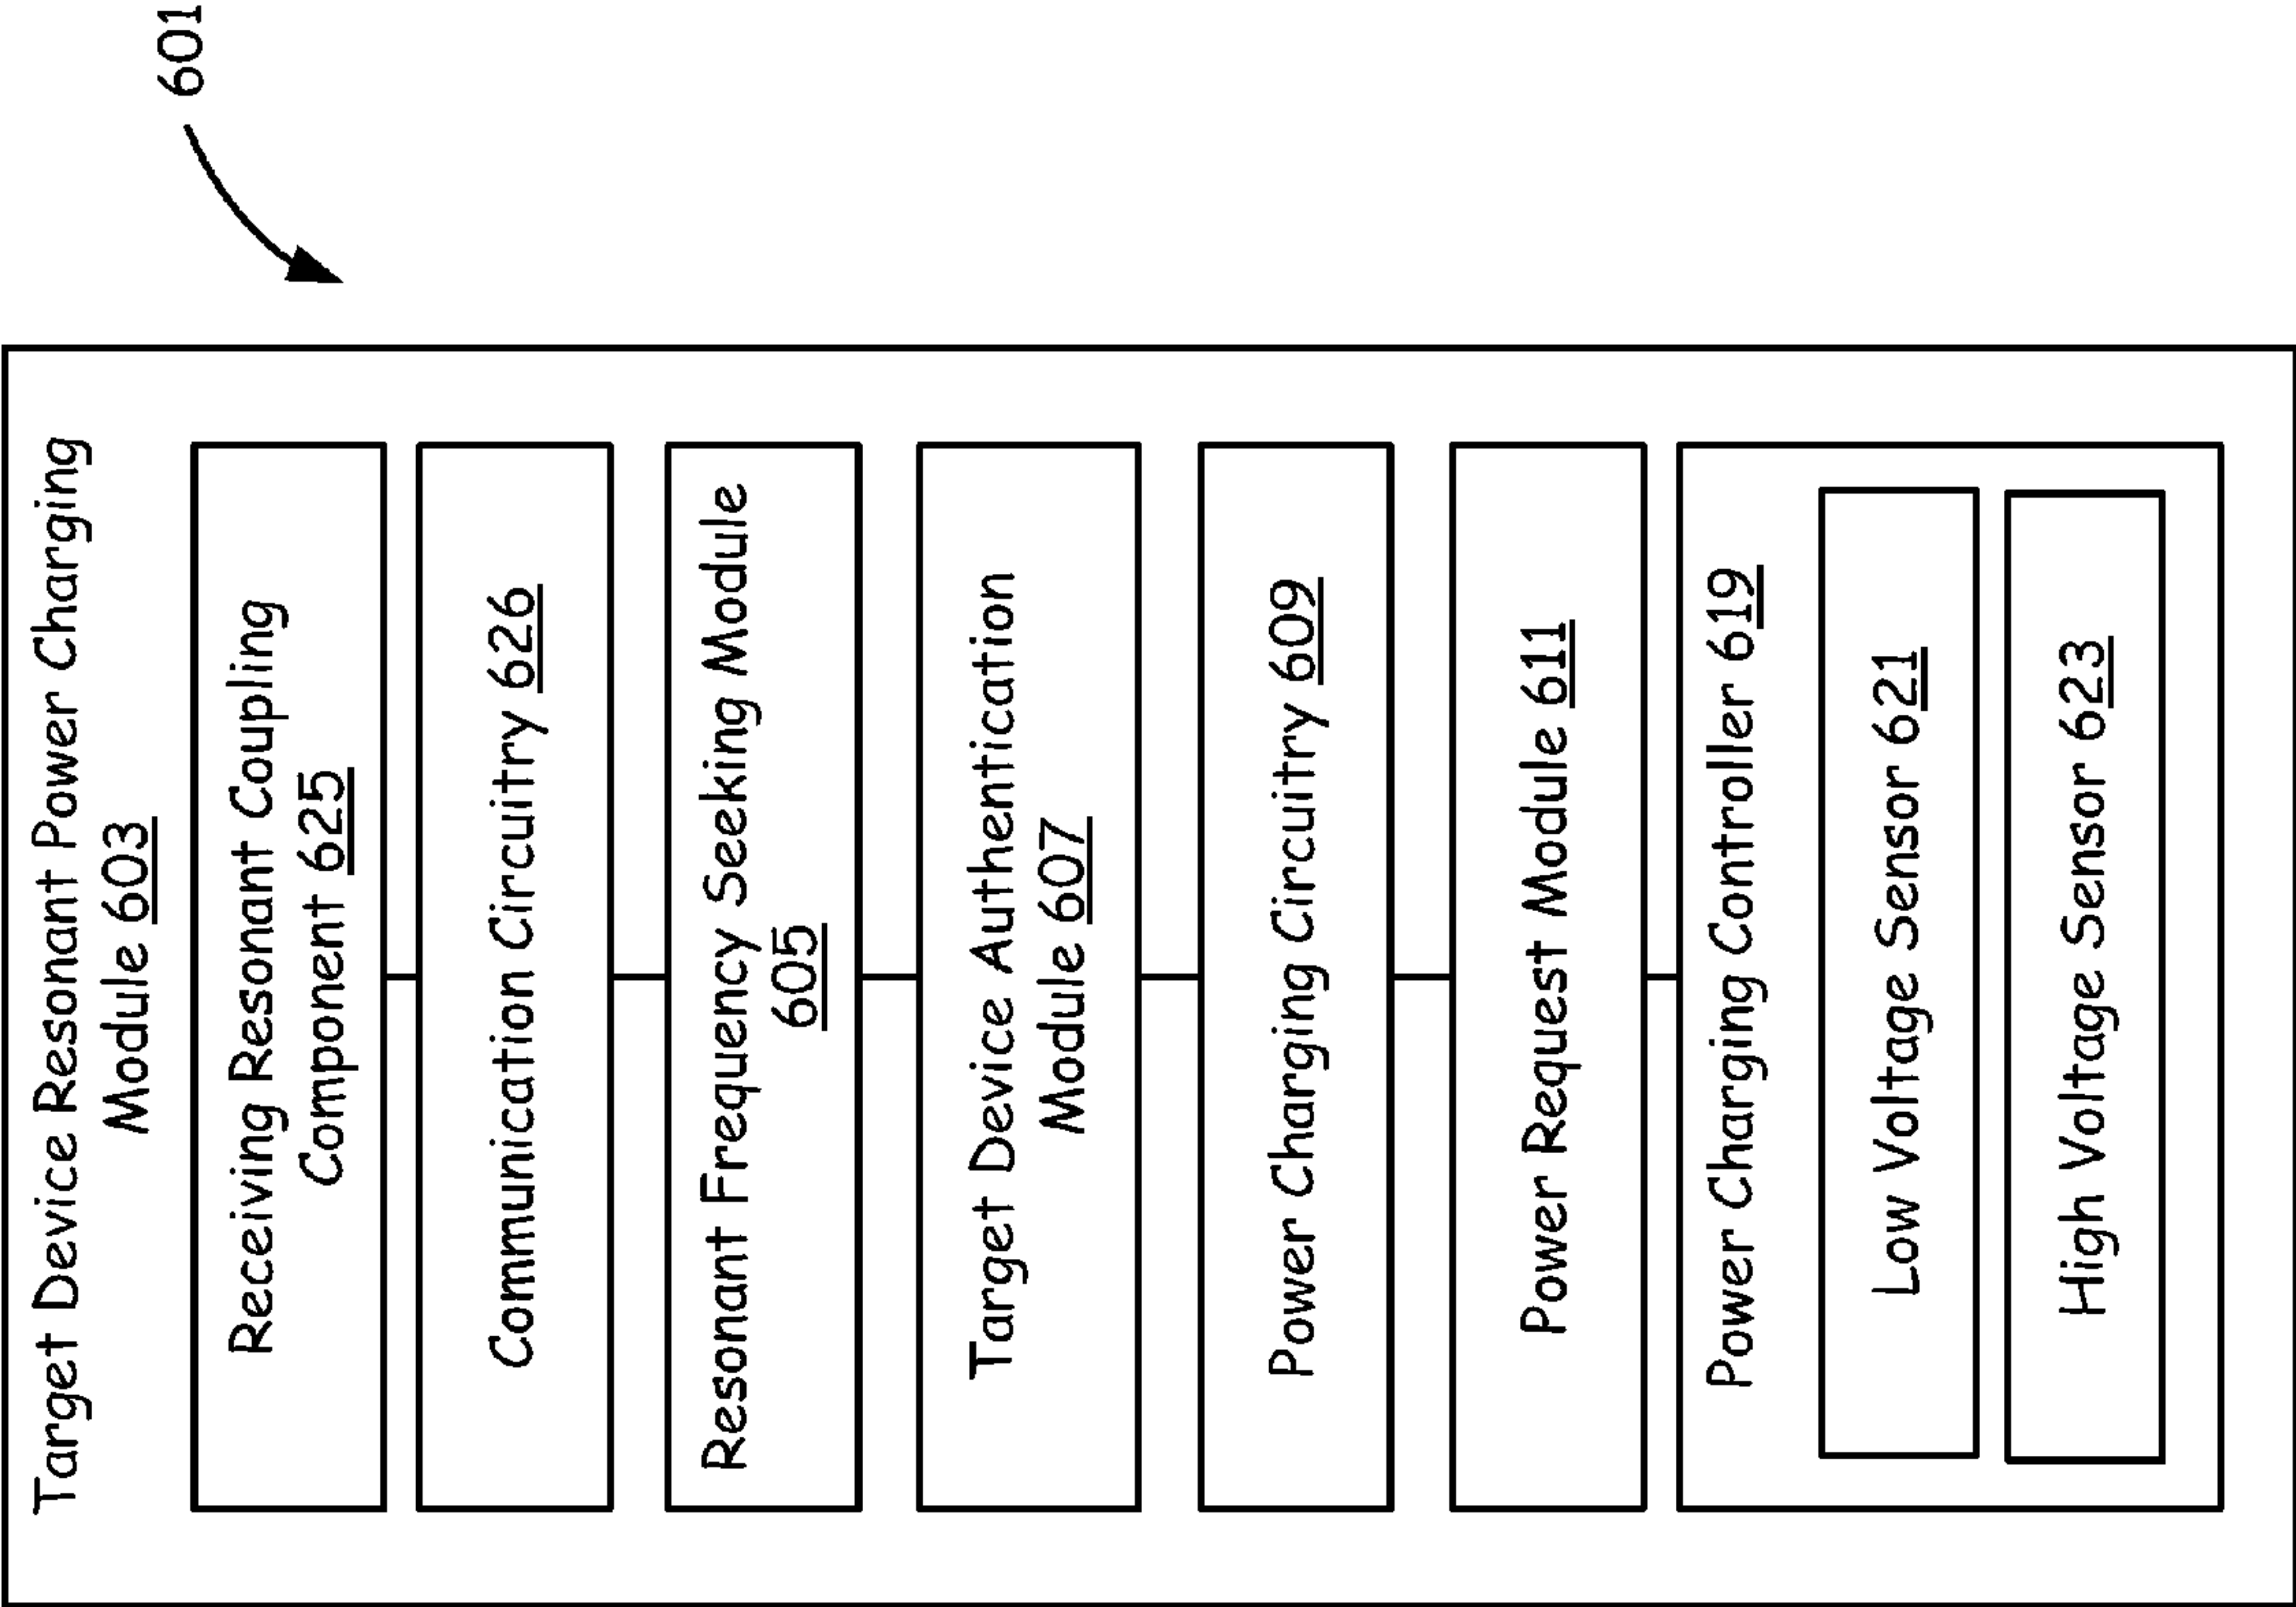 601
Target Device Resonant Power Charging
Module 603
Receiving Resonant Coupling
Component 625
Communication Circuitry 626
Resonant Frequency Seeking Module
605
Target Device Authentication
Module 607
Power Charging Circuitry 609
Power Request Module 611
Power Charging Controller 619
Low Voltage Sensor 621
High Voltage Sensor 623